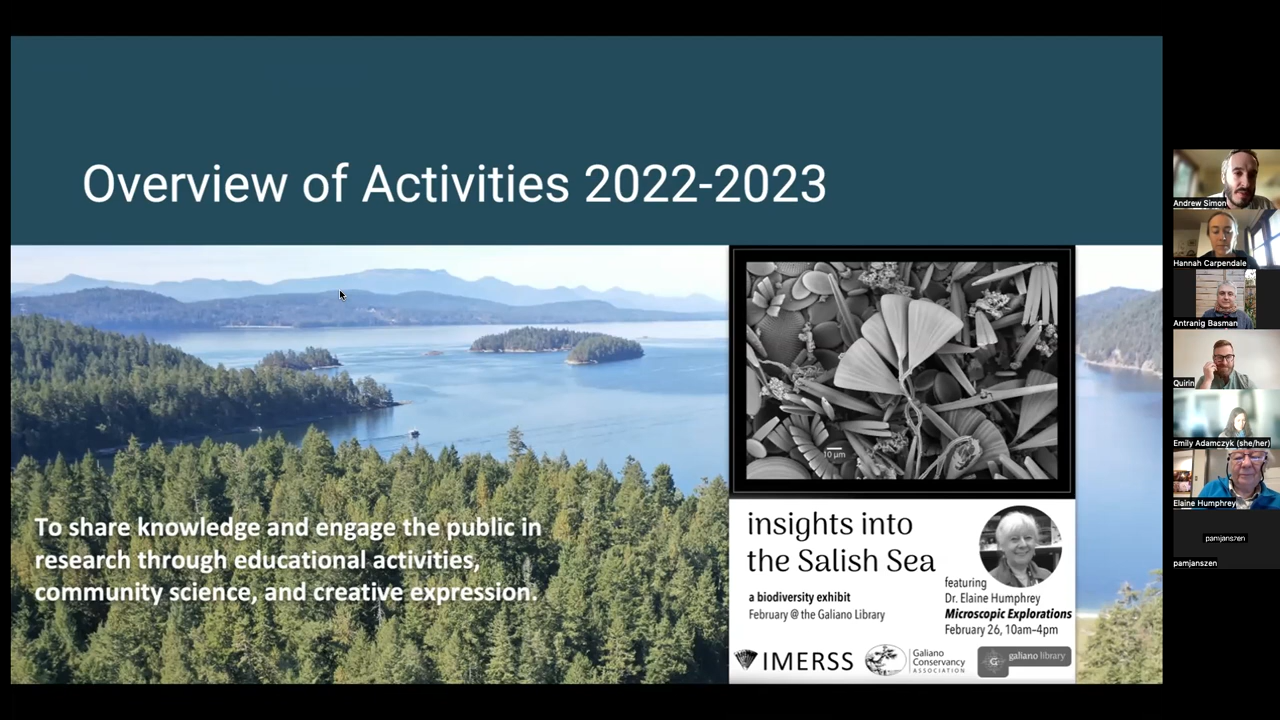 Overview of Activities 2022-2023
To share knowledge and engage the public in
research through educational activities,
community science, and creative expression.
10 µm
insights into
the Salish Sea
a biodiversity exhibit
February @ the Galiano Library
featuring
Dr. Elaine Humphrey
Microscopic Explorations
February 26, 10am–4pm
IMERSS
Galiano
Conservancy
ASSOCIATION
G
galiano library
Andrew Simon
Hannah Carpendale
Antranig Basman
Quirin
Emily Adamczyk (she/her)
Elaine Humphrey
pamjanszen
pamjanszen